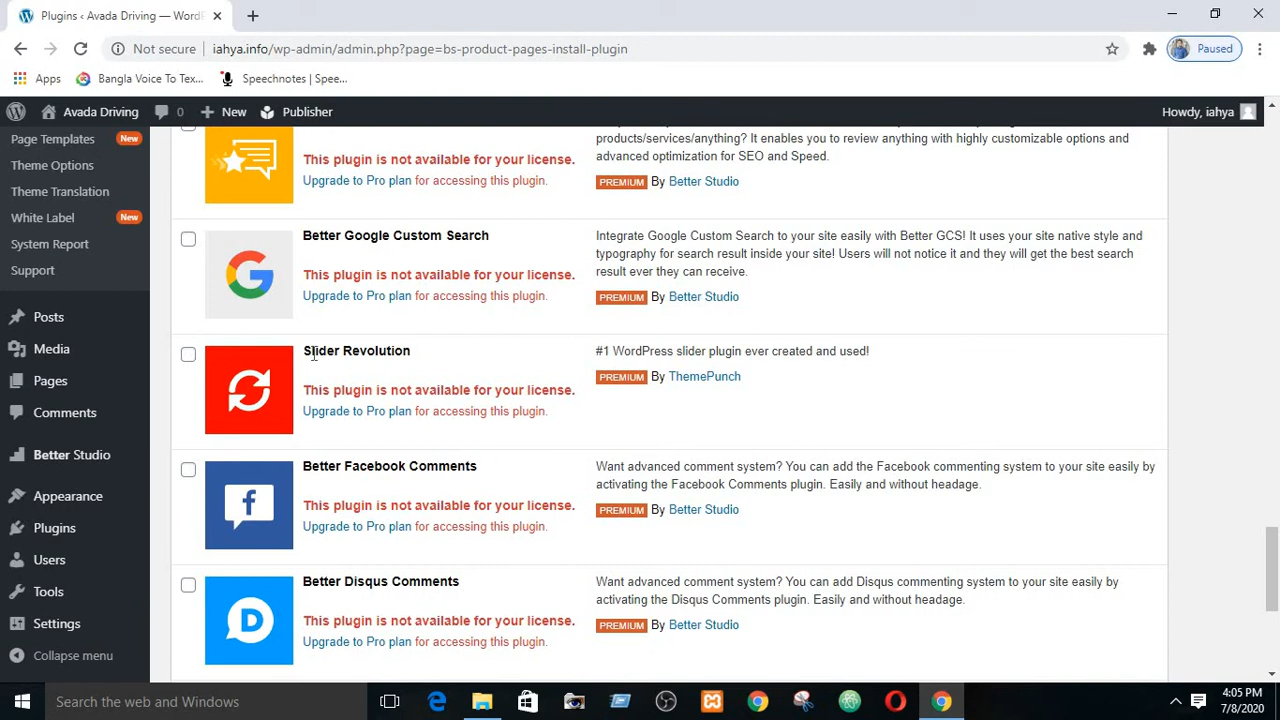 Plugins ‹ Avada Driving — WordP
Not secure
iahya.info/wp-admin/admin.php?page=bs-product-pages-install-plugin
Paused
Apps
Bangla Voice To Tex...
Speechnotes | Spee...
Avada Driving
0
New
Publisher
Howdy, iahya
Page Templates
New
Theme Options
Theme Translation
White Label
New
System Report
Support
Posts
Media
Pages
Comments
Better Studio
Appearance
Plugins
Users
Tools
Settings
Collapse menu
This plugin is not available for your license.
Upgrade to Pro plan for accessing this plugin.
products/services/anything? It enables you to review anything with highly customizable options and
advanced optimization for SEO and Speed.
PREMIUM By Better Studio
Better Google Custom Search
This plugin is not available for your license.
Upgrade to Pro plan for accessing this plugin.
Integrate Google Custom Search to your site easily with Better GCS! It uses your site native style and
typography for search result inside your site! Users will not notice it and they will get the best search
result ever they can receive.
PREMIUM By Better Studio
Slider Revolution
This plugin is not available for your license.
Upgrade to Pro plan for accessing this plugin.
#1 WordPress slider plugin ever created and used!
PREMIUM By ThemePunch
Better Facebook Comments
This plugin is not available for your license.
Upgrade to Pro plan for accessing this plugin.
Want advanced comment system? You can add the Facebook commenting system to your site easily by
activating the Facebook Comments plugin. Easily and without headage.
PREMIUM By Better Studio
Better Disqus Comments
This plugin is not available for your license.
Upgrade to Pro plan for accessing this plugin.
Want advanced comment system? You can add Disqus commenting system to your site easily by
activating the Disqus Comments plugin. Easily and without headage.
PREMIUM By Better Studio
Search the web and Windows
4:05 PM
7/8/2020